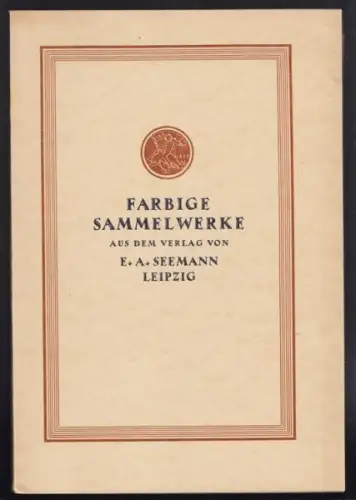 FARBIGE
SAMMELWERKE
AUS DEM VERLAG VON
E. A. SEEMANN
LEIPZIG